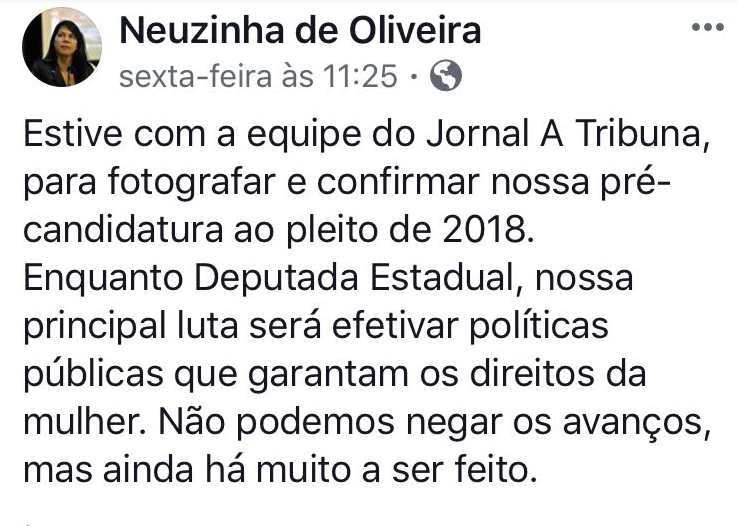 Neuzinha de Oliveira
sexta-feira às 11:25 ·
Estive com a equipe do Jornal A Tribuna,
para fotografar e confirmar nossa pré-
candidatura ao pleito de 2018.
Enquanto Deputada Estadual, nossa
principal luta será efetivar políticas
públicas que garantam os direitos da
mulher. Não podemos negar os avanços,
mas ainda há muito a ser feito.